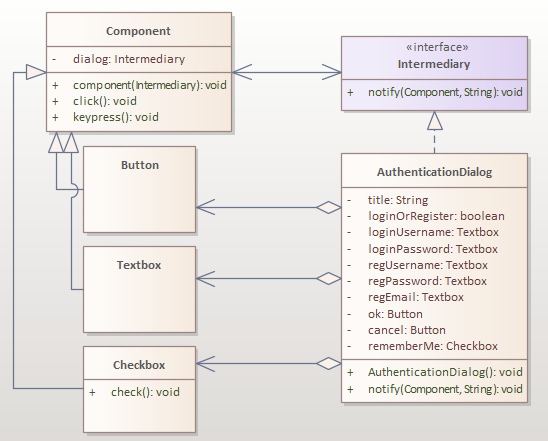 Component
- dialog: Intermediary
+ component(Intermediary): void
+ click(): void
+ keypress(): void
«interface»
Intermediary
+ notify(Component, String): void
Button
Textbox
Checkbox
+ check(): void
AuthenticationDialog
- title: String
- loginOrRegister: boolean
- loginUsername: Textbox
- loginPassword: Textbox
- regUsername: Textbox
- regPassword: Textbox
- regEmail: Textbox
- ok: Button
- cancel: Button
- rememberMe: Checkbox
+ AuthenticationDialog(): void
+ notify(Component, String): void